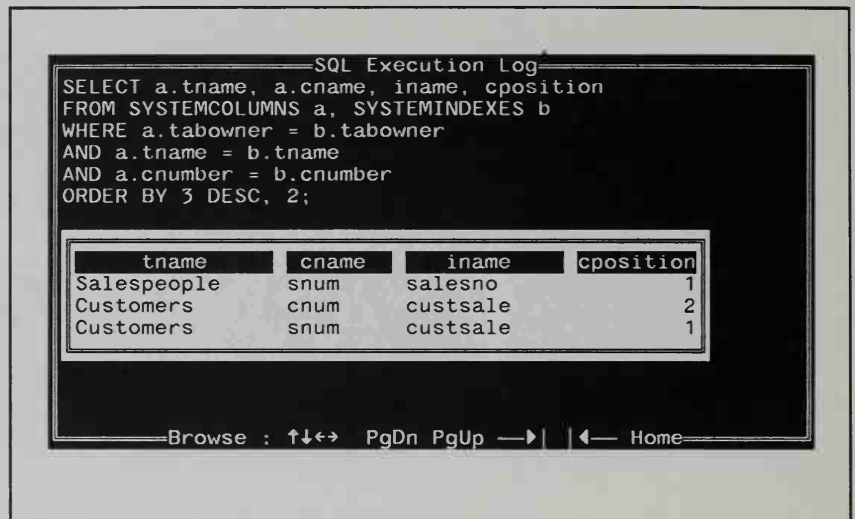 SQL Execution Log
SELECT a.tname, a.cname, iname, cposition
FROM SYSTEMCOLUMNS a, SYSTEMINDEXES b
WHERE a.tabowner = b.tabowner
AND a.tname = b.tname
AND a.cnumber = b.cnumber
ORDER BY 3 DESC, 2;
tname cname iname cposition
Salespeople snum salesno 1
Customers cnum custsale 2
Customers snum custsale 1
Browse : ↑↓←→ PgDn PgUp —▶| |◀— Home